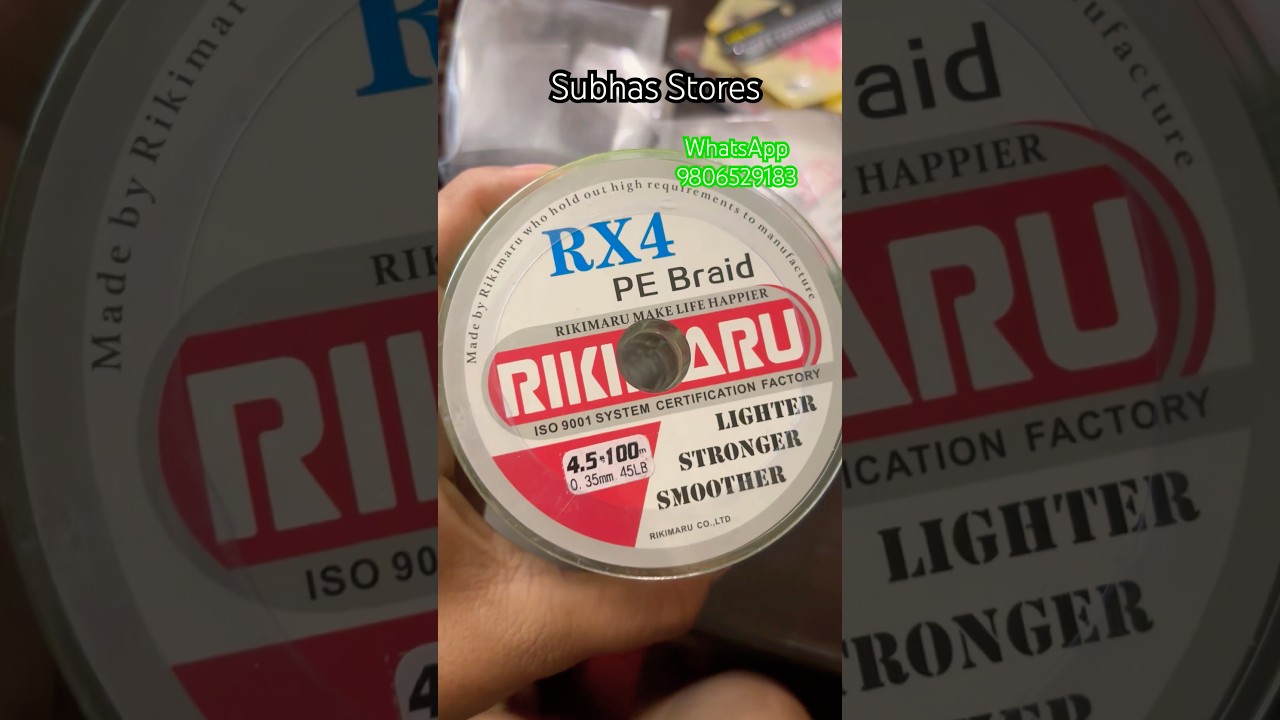 Subhas Stores
WhatsApp
9806529183
Made by Rikimaru who hold out high requirements to manufacture.
RX4
PE Braid
RIKIMARU MAKE LIFE HAPPIER
RIKIMARU
ISO 9001 SYSTEM CERTIFICATION FACTORY
4.5 100m
0.35mm 45LB
LIGHTER
STRONGER
SMOOTHER
RIKIMARU CO.,LTD